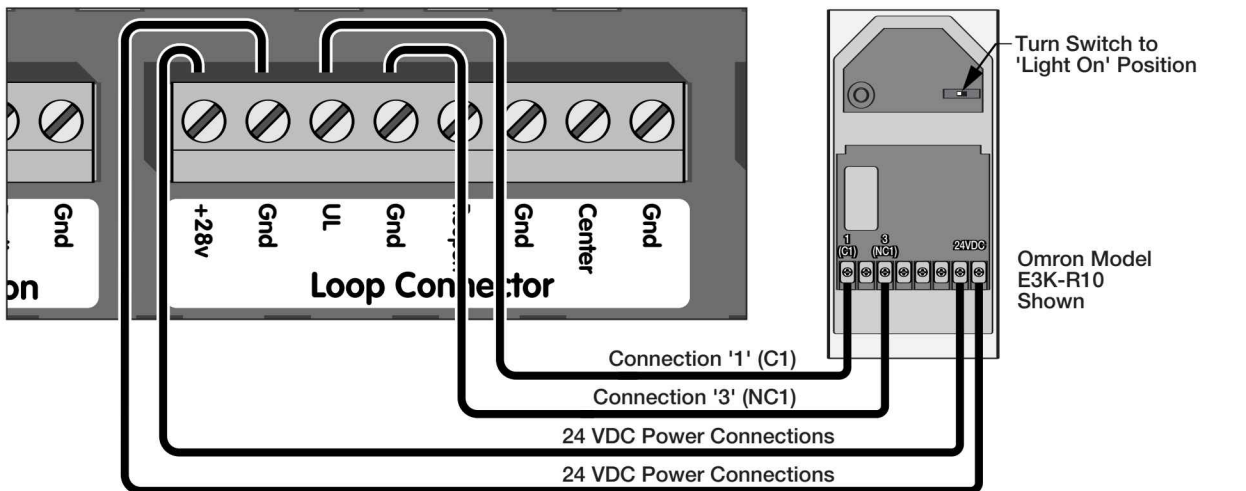 Turn Switch to
'Light On' Position
+28v
Gnd
UL
Gnd
Gnd
Center
Gnd
Gnd
Loop Connector
1
(C1)
3
(NC1)
24VDC
Omron Model
E3K-R10
Shown
Connection '1' (C1)
Connection '3' (NC1)
24 VDC Power Connections
24 VDC Power Connections